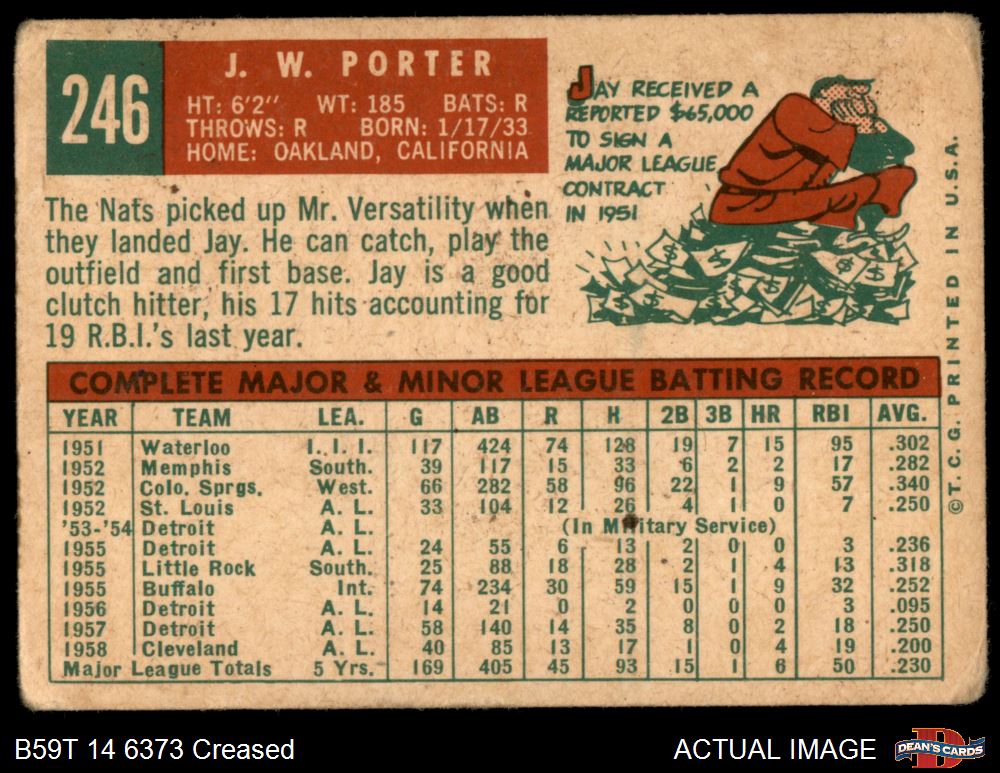 246
J. W. PORTER
HT: 6'2" WT: 185 BATS: R
THROWS: R BORN: 1/17/33
HOME: OAKLAND, CALIFORNIA
JAY RECEIVED A
REPORTED $65,000
TO SIGN A
MAJOR LEAGUE
CONTRACT
IN 1951
The Nats picked up Mr. Versatility when
they landed Jay. He can catch, play the
outfield and first base. Jay is a good
clutch hitter, his 17 hits accounting for
19 R.B.I.'s last year.
COMPLETE MAJOR & MINOR LEAGUE BATTING RECORD
YEAR TEAM LEA. G AB R H 2B 3B HR RBI AVG.
1951 Waterloo I. I. I. 117 424 74 128 19 7 15 95 .302
1952 Memphis South. 39 117 15 33 6 2 2 17 .282
1952 Colo. Sprgs. West. 66 282 58 96 22 1 9 57 .340
1952 St. Louis A. L. 33 104 12 26 4 1 0 7 .250
'53-'54 Detroit A. L. (In Military Service)
1955 Detroit A. L. 24 55 6 13 2 0 0 3 .236
1955 Little Rock South. 25 88 18 28 2 1 4 13 .318
1955 Buffalo Int. 74 234 30 59 15 1 9 32 .252
1956 Detroit A. L. 14 21 0 2 0 0 0 3 .095
1957 Detroit A. L. 58 140 14 35 8 0 2 18 .250
1958 Cleveland A. L. 40 85 13 17 1 0 4 19 .200
Major League Totals 5 Yrs. 169 405 45 93 15 1 6 50 .230
© T. C. G. PRINTED IN U.S.A.
B59T 14 6373 Creased
ACTUAL IMAGE
D
DEAN'S CARDS